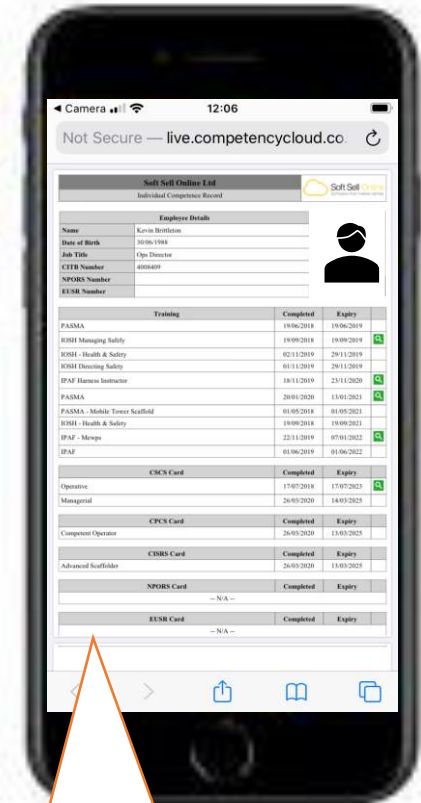 Camera 12:06
Not Secure — live.competencycloud.co.
Soft Sell Online Ltd
Individual Competence Record
Soft Sell Online
Employee Details
Name Kevin Brittleton
Date of Birth 30/06/1988
Job Title Ops Director
CITB Number 4008409
NPORS Number
EUSR Number
Training Completed Expiry
PASMA 19/06/2018 19/06/2019
IOSH Managing Safely 19/09/2018 19/09/2019
IOSH - Health & Safety 02/11/2019 29/11/2019
IOSH Directing Safely 01/11/2019 29/11/2019
IPAF Harness Instructor 18/11/2019 23/11/2020
PASMA 20/01/2020 13/01/2021
PASMA - Mobile Tower Scaffold 01/05/2018 01/05/2021
IOSH - Health & Safety 19/09/2018 19/09/2021
IPAF - Mewps 22/11/2019 07/01/2022
IPAF 01/06/2019 01/06/2022
CSCS Card Completed Expiry
Operative 17/07/2018 17/07/2023
Managerial 26/03/2020 14/03/2025
CPCS Card Completed Expiry
Competent Operator 26/03/2020 13/03/2025
CISRS Card Completed Expiry
Advanced Scaffolder 26/03/2020 13/03/2025
NPORS Card Completed Expiry
-- N/A --
EUSR Card Completed Expiry
-- N/A --